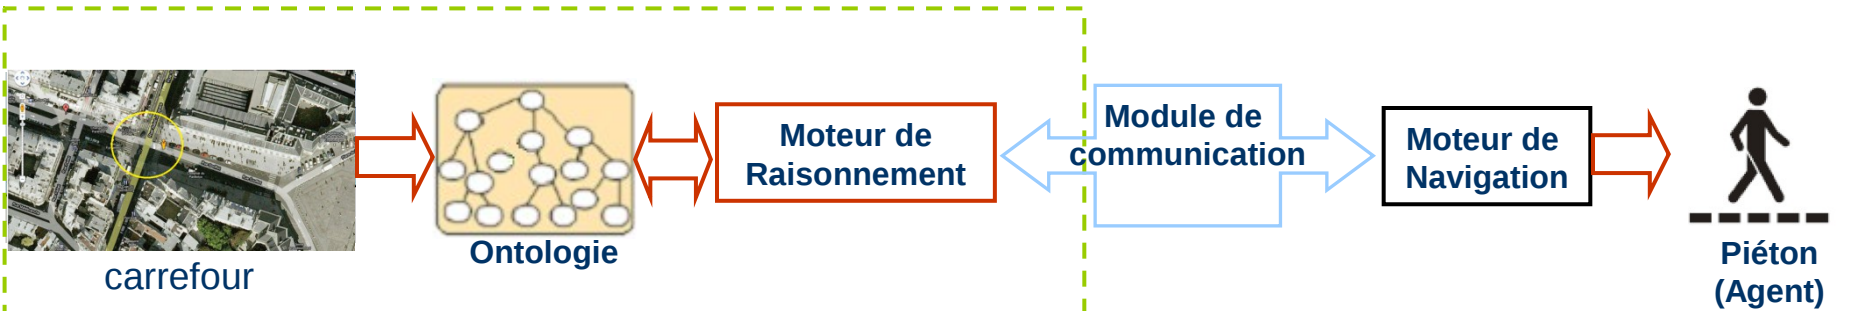 carrefour
Ontologie
Moteur de
Raisonnement
Module de
communication
Moteur de
Navigation
Piéton
(Agent)